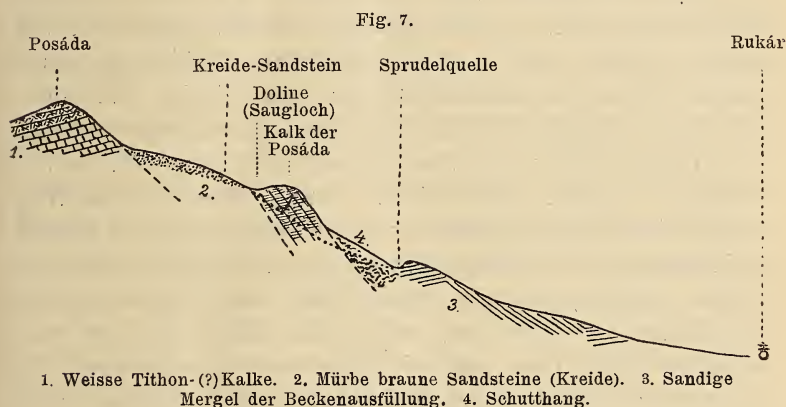 Fig. 7.
Posáda
Rukár
Kreide-Sandstein
Sprudelquelle
Doline
(Saugloch)
Kalk der
Posáda
1.
2.
4.
3.
1. Weisse Tithon-(?)Kalke. 2. Mürbe braune Sandsteine (Kreide). 3. Sandige
Mergel der Beckenausfüllung. 4. Schutthang.